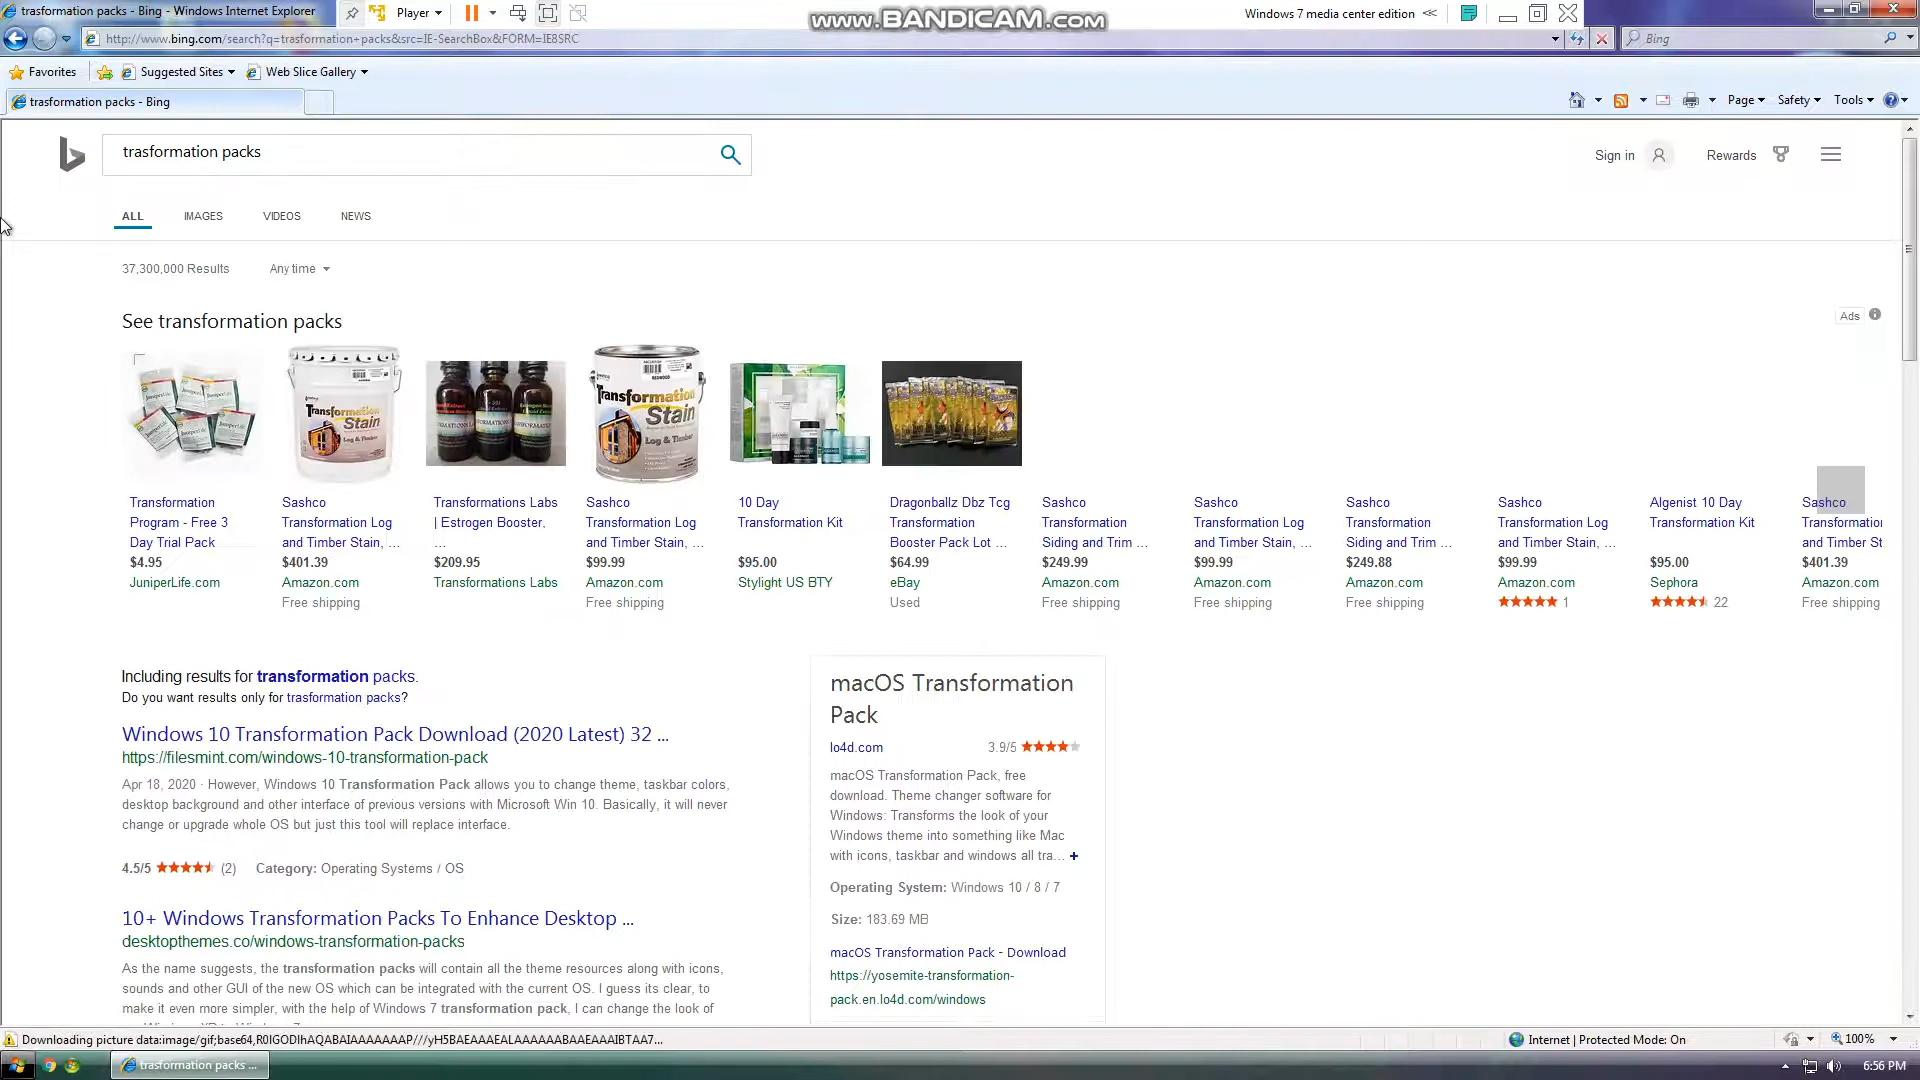 trasformation packs - Bing - Windows Internet Explorer
Player
www.BANDICAM.com
Windows 7 media center edition
http://www.bing.com/search?q=trasformation+packs&src=IE-SearchBox&FORM=IE8SRC
Bing
Favorites
Suggested Sites
Web Slice Gallery
trasformation packs - Bing
Page
Safety
Tools
trasformation packs
Sign in
Rewards
ALL
IMAGES
VIDEOS
NEWS
37,300,000 Results
Any time
See transformation packs
Ads
Transformation
Stain
Log & Timber
Transformation
Stain
Log & Timber
Transformation
Program - Free 3
Day Trial Pack
$4.95
JuniperLife.com
Sashco
Transformation Log
and Timber Stain, ...
$401.39
Amazon.com
Free shipping
Transformations Labs
| Estrogen Booster,
...
$209.95
Transformations Labs
Sashco
Transformation Log
and Timber Stain, ...
$99.99
Amazon.com
Free shipping
10 Day
Transformation Kit
$95.00
Stylight US BTY
Dragonballz Dbz Tcg
Transformation
Booster Pack Lot ...
$64.99
eBay
Used
Sashco
Transformation
Siding and Trim ...
$249.99
Amazon.com
Free shipping
Sashco
Transformation Log
and Timber Stain, ...
$99.99
Amazon.com
Free shipping
Sashco
Transformation
Siding and Trim ...
$249.88
Amazon.com
Free shipping
Sashco
Transformation Log
and Timber Stain, ...
$99.99
Amazon.com
1
Algenist 10 Day
Transformation Kit
$95.00
Sephora
22
Sashco
Transformatio
and Timber St
$401.39
Amazon.com
Free shipping
Including results for transformation packs.
Do you want results only for trasformation packs?
Windows 10 Transformation Pack Download (2020 Latest) 32 ...
https://filesmint.com/windows-10-transformation-pack
Apr 18, 2020 · However, Windows 10 Transformation Pack allows you to change theme, taskbar colors,
desktop background and other interface of previous versions with Microsoft Win 10. Basically, it will never
change or upgrade whole OS but just this tool will replace interface.
4.5/5 (2) Category: Operating Systems / OS
10+ Windows Transformation Packs To Enhance Desktop ...
desktopthemes.co/windows-transformation-packs
As the name suggests, the transformation packs will contain all the theme resources along with icons,
sounds and other GUI of the new OS which can be integrated with the current OS. I guess its clear, to
make it even more simpler, with the help of Windows 7 transformation pack, I can change the look of
macOS Transformation
Pack
lo4d.com
3.9/5
macOS Transformation Pack, free
download. Theme changer software for
Windows: Transforms the look of your
Windows theme into something like Mac
with icons, taskbar and windows all tra... +
Operating System: Windows 10 / 8 / 7
Size: 183.69 MB
macOS Transformation Pack - Download
https://yosemite-transformation-
pack.en.lo4d.com/windows
Downloading picture data:image/gif;base64,R0lGODlhAQABAIAAAAAAAP///yH5BAEAAAEALAAAAAABAAEAAAIBTAA7...
Internet | Protected Mode: On
100%
trasformation packs ...
6:56 PM